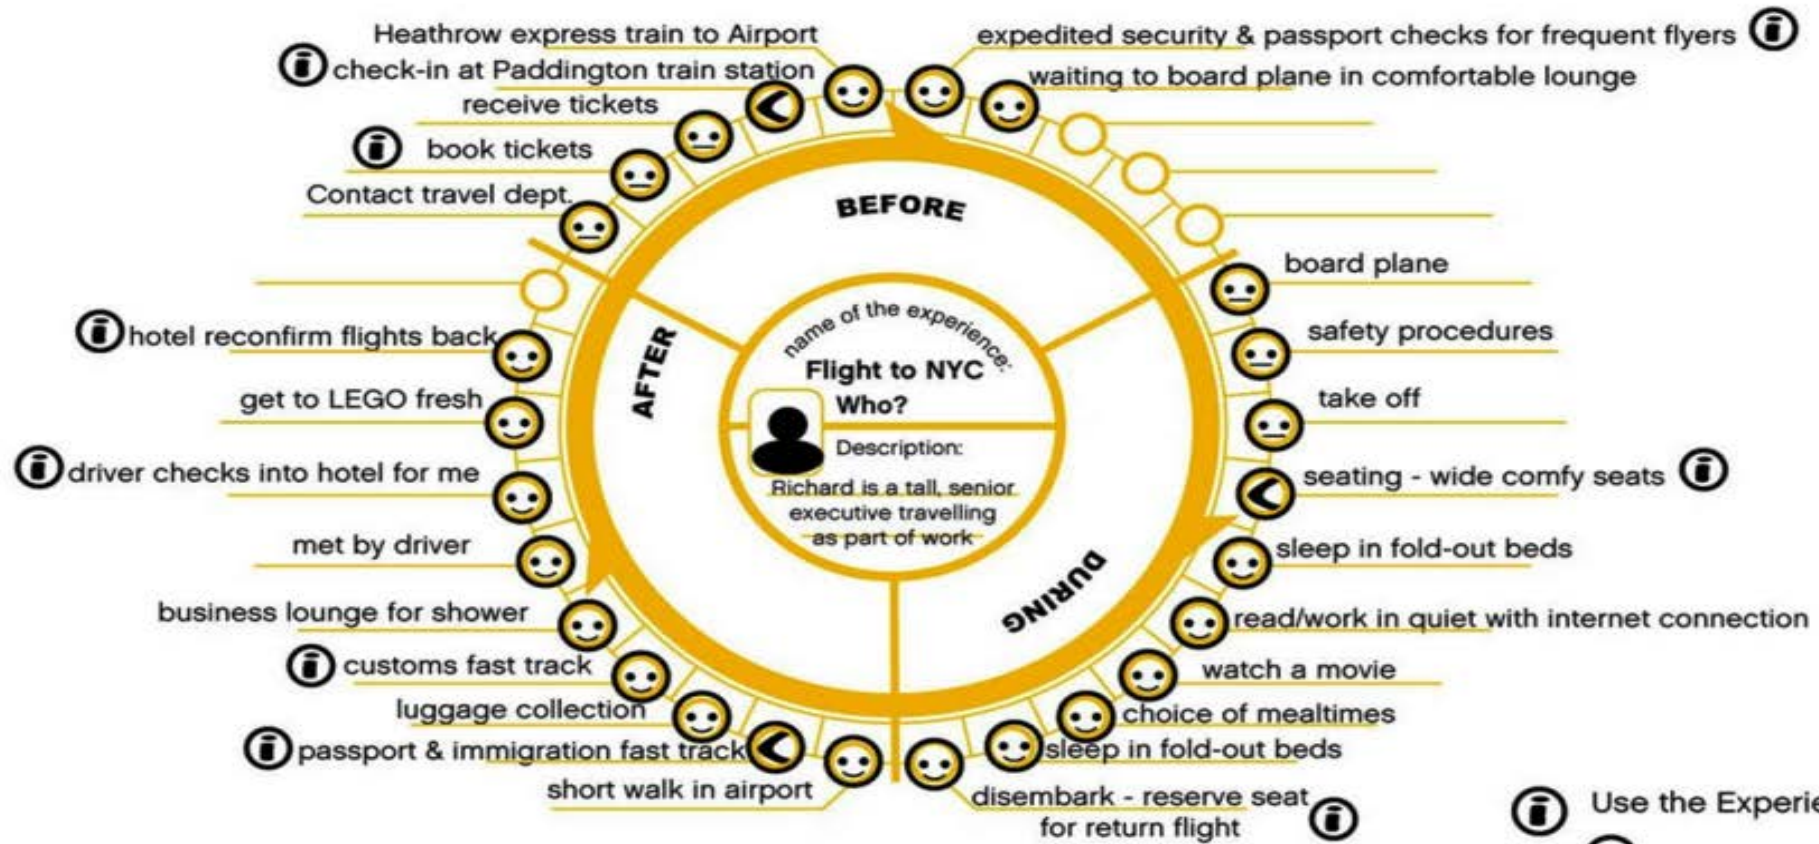 Heathrow express train to Airport
check-in at Paddington train station
receive tickets
book tickets
Contact travel dept.
expedited security & passport checks for frequent flyers
waiting to board plane in comfortable lounge
BEFORE
board plane
safety procedures
take off
seating - wide comfy seats
sleep in fold-out beds
read/work in quiet with internet connection
watch a movie
choice of mealtimes
sleep in fold-out beds
disembark - reserve seat
for return flight
DURING
short walk in airport
passport & immigration fast track
luggage collection
customs fast track
business lounge for shower
met by driver
driver checks into hotel for me
get to LEGO fresh
hotel reconfirm flights back
AFTER
name of the experience:
Flight to NYC
Who?
Description:
Richard is a tall, senior
executive travelling
as part of work
Use the